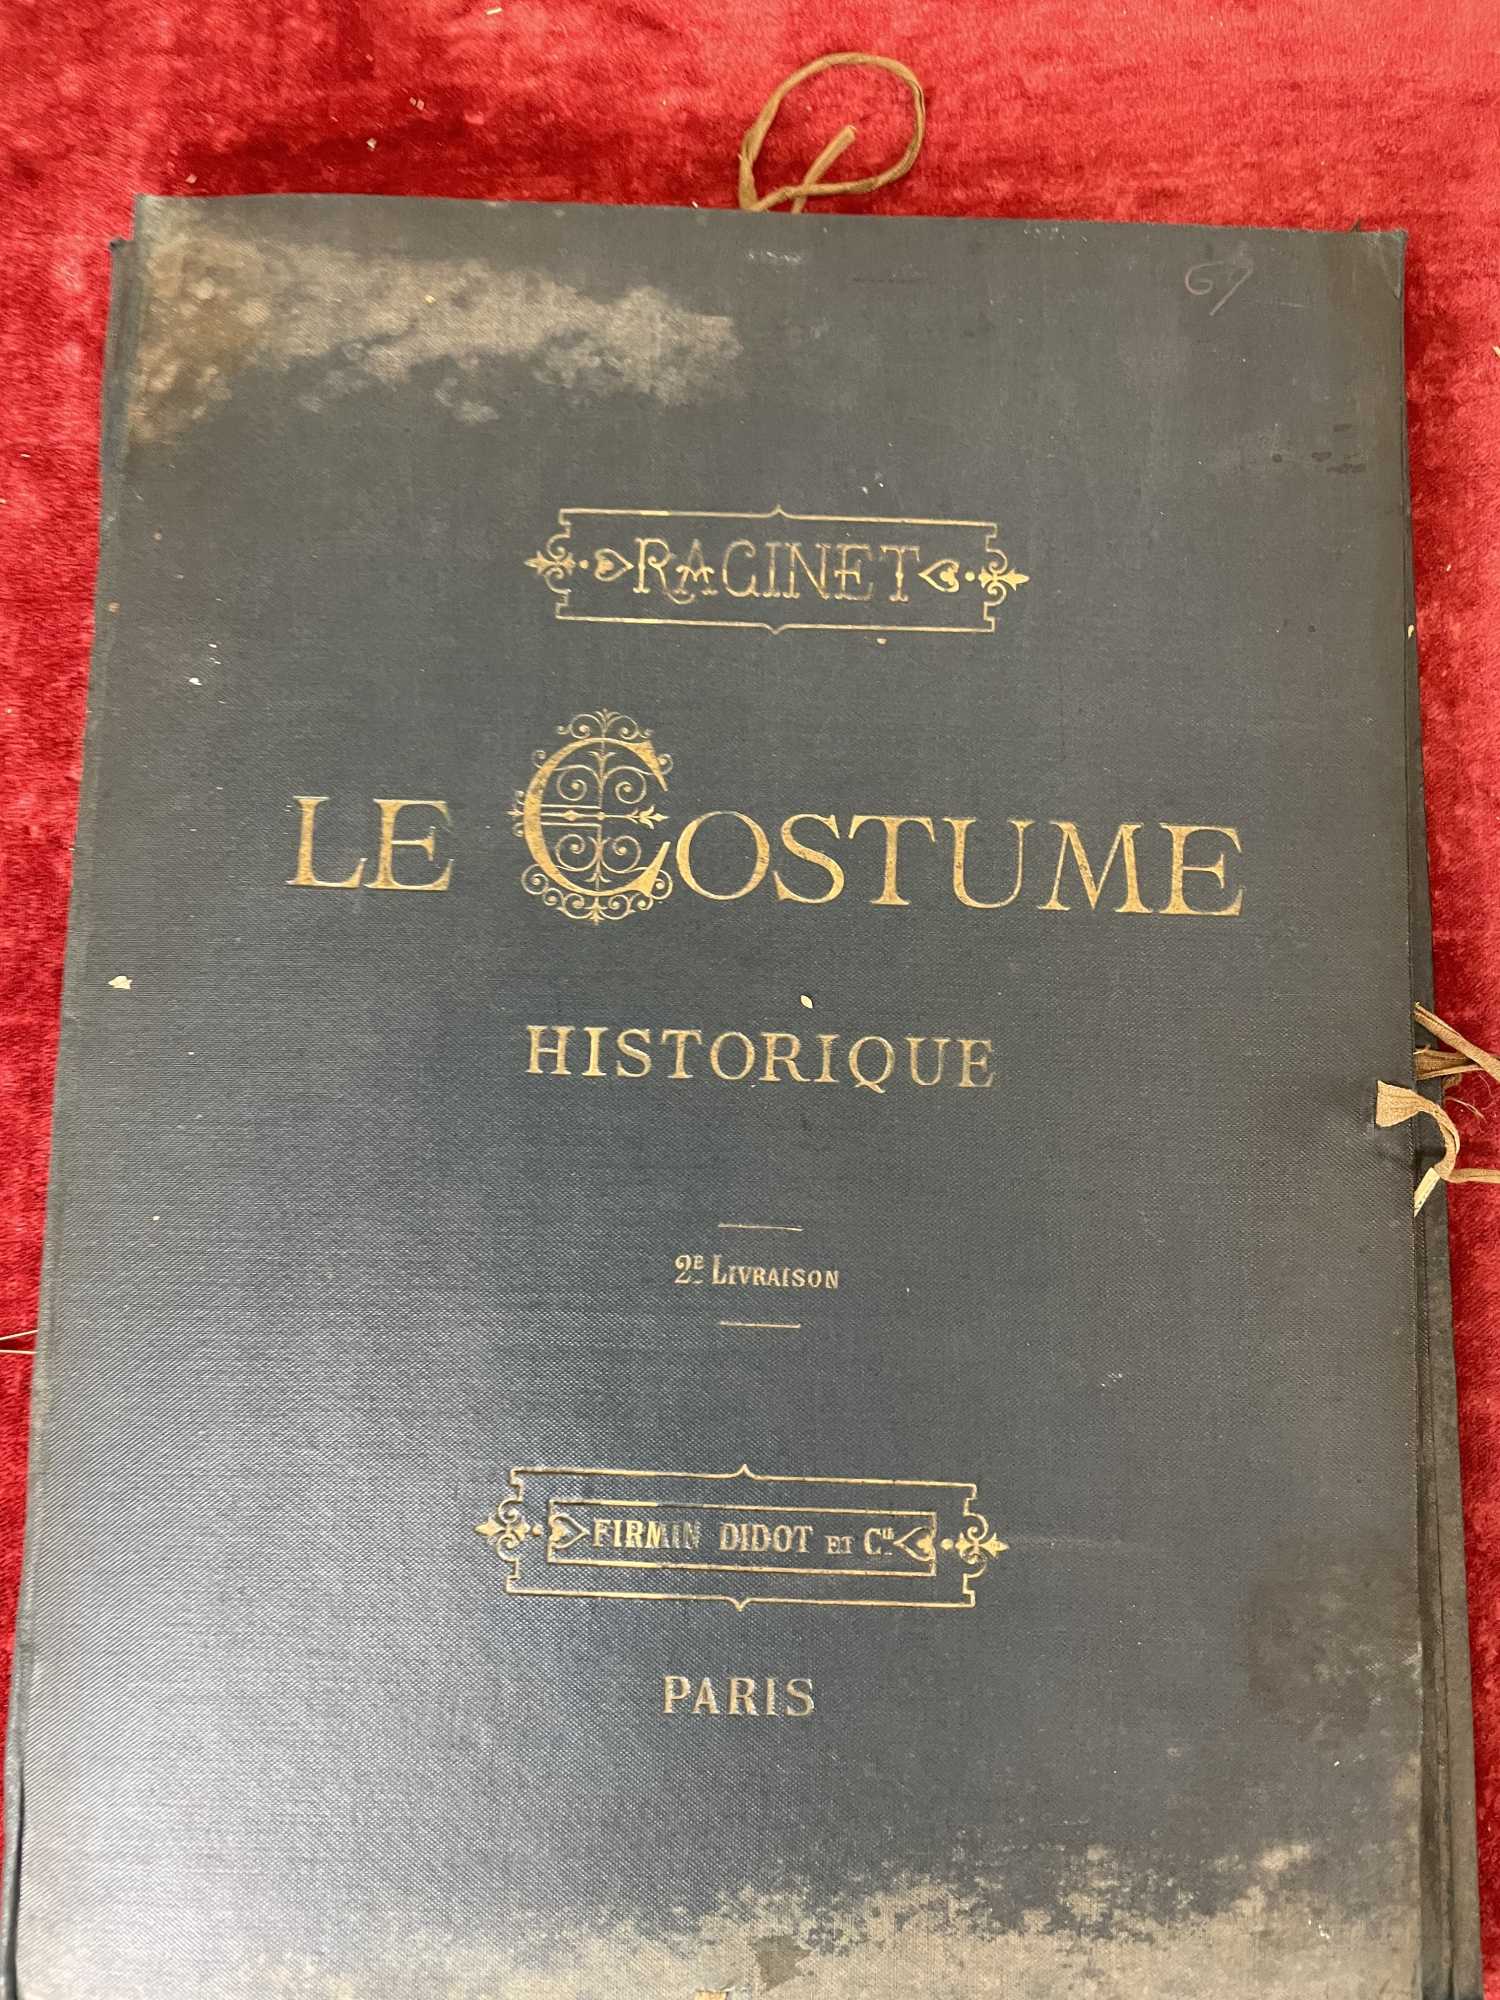 67
RACINET
LE COSTUME
HISTORIQUE
2E LIVRAISON
FIRMIN DIDOT ET CIE
PARIS